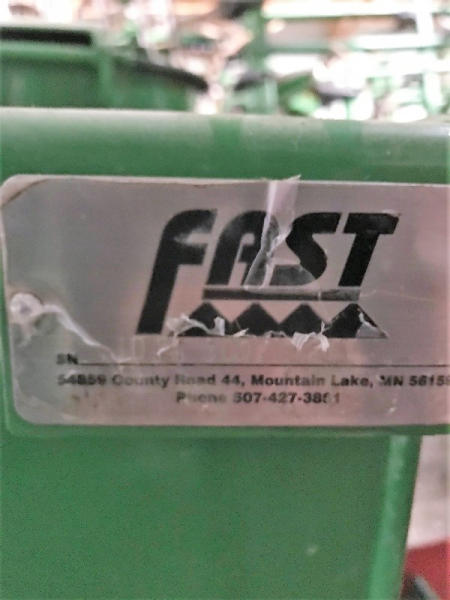 FAST
SN
54859 County Road 44, Mountain Lake, MN 56159
Phone 507-427-3861